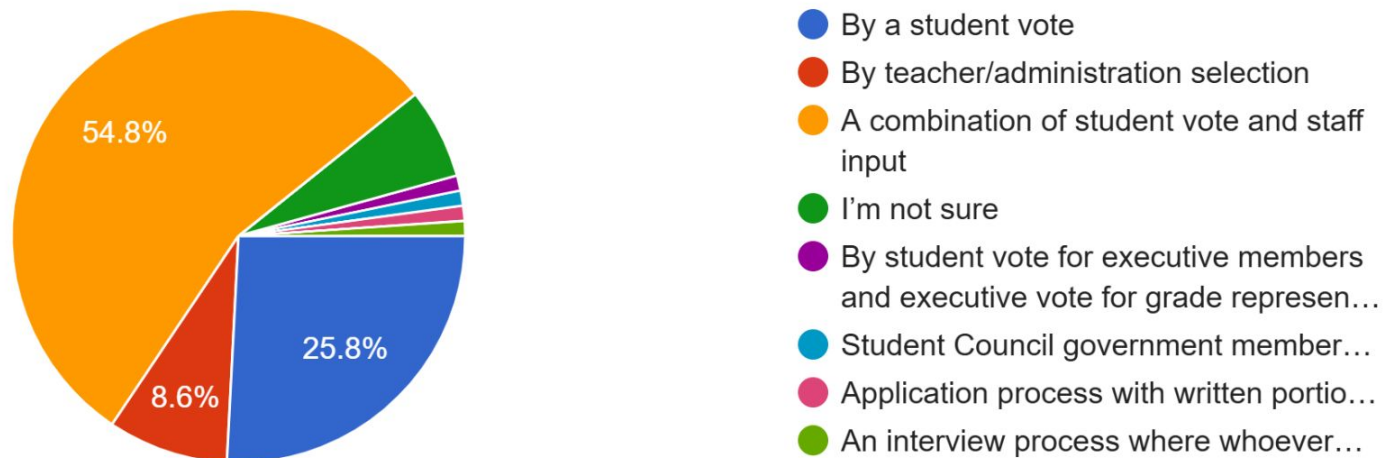 54.8%
8.6%
25.8%
By a student vote
By teacher/administration selection
A combination of student vote and staff
input
I’m not sure
By student vote for executive members
and executive vote for grade represen…
Student Council government member…
Application process with written portio…
An interview process where whoever…